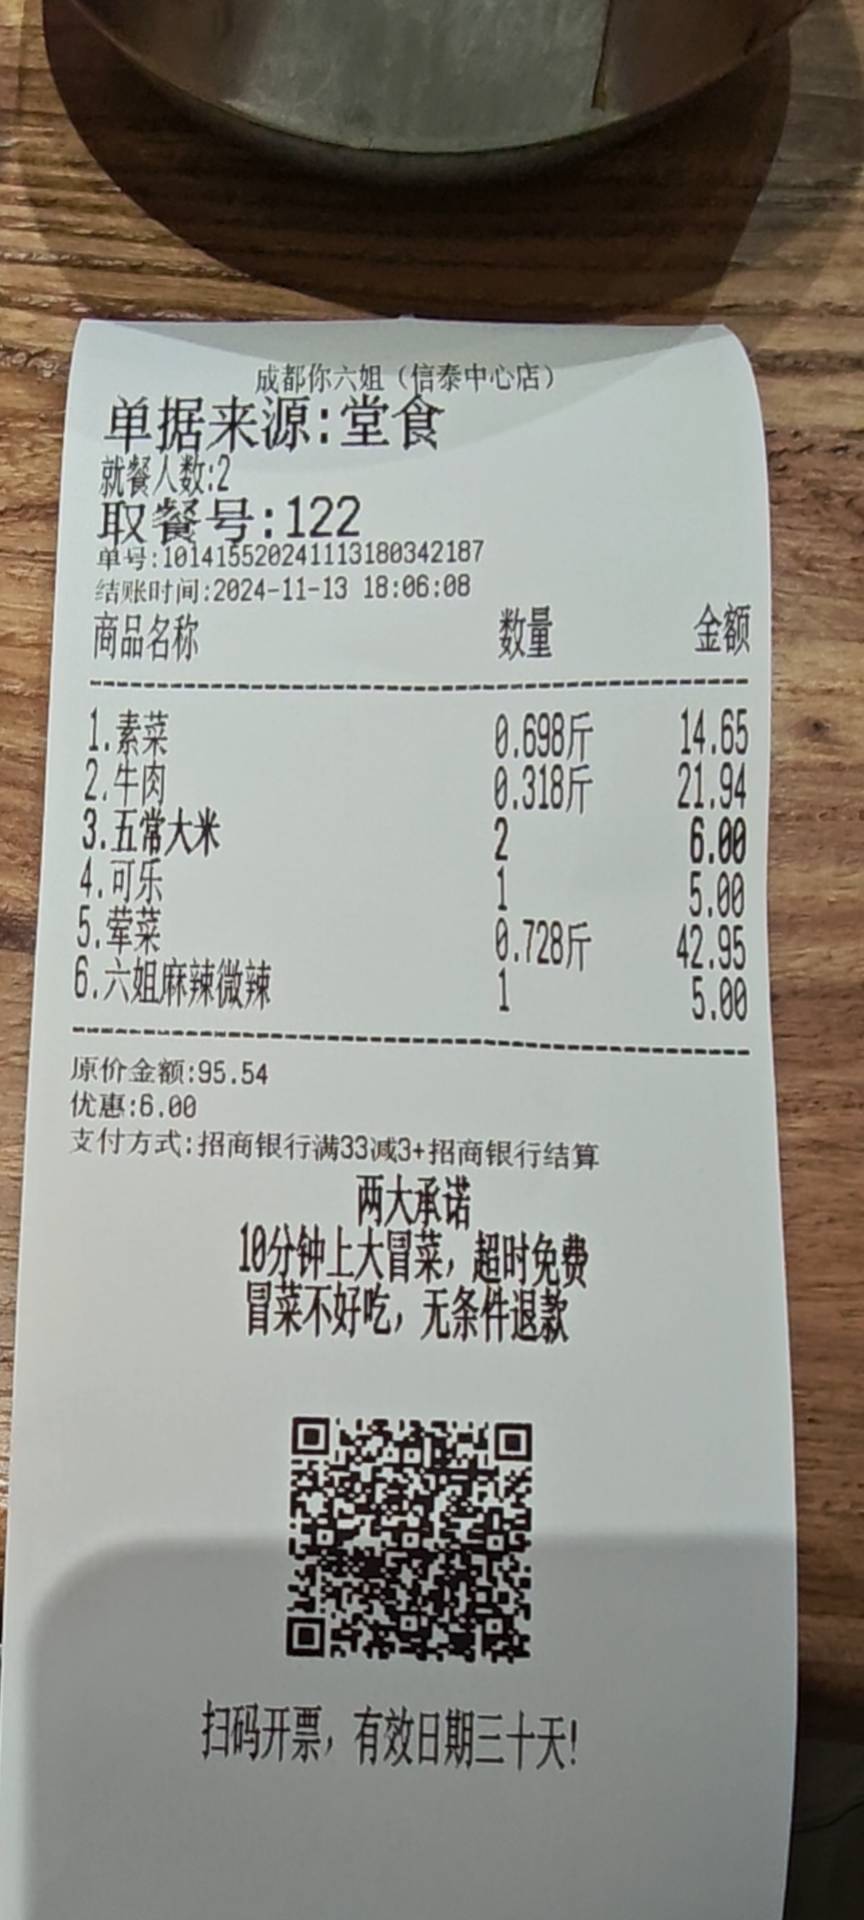 成都你六姐（信泰中心店）
单据来源:堂食
就餐人数:2
取餐号:122
单号:101415520241113180342187
结账时间:2024-11-13 18:06:08
商品名称 数量 金额
1.素菜 0.698斤 14.65
2.牛肉 0.318斤 21.94
3.五常大米 2 6.00
4.可乐 1 5.00
5.荤菜 0.728斤 42.95
6.六姐麻辣微辣 1 5.00
原价金额:95.54
优惠:6.00
支付方式:招商银行满33减3+招商银行结算
两大承诺
10分钟上大冒菜，超时免费
冒菜不好吃，无条件退款
扫码开票，有效日期三十天!